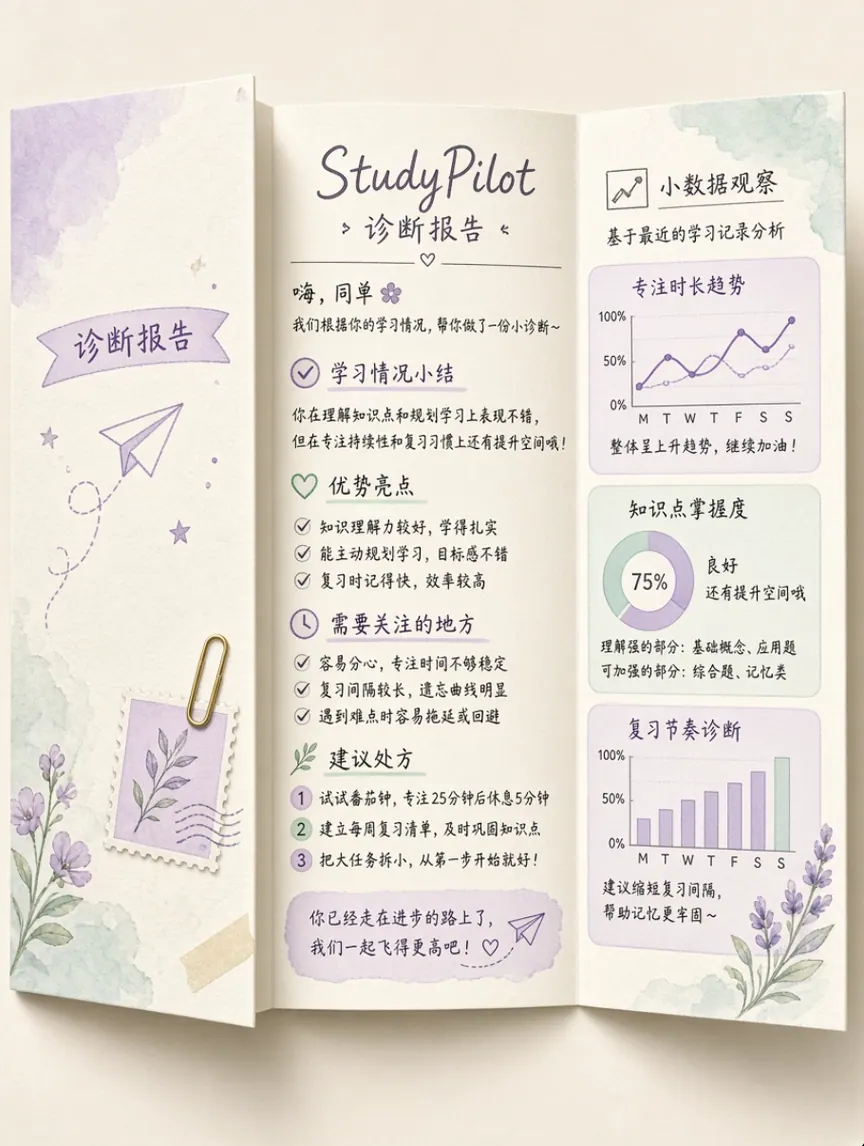 诊断报告
StudyPilot
诊断报告
嗨,同单
我们根据你的学习情况,帮你做了一份小诊断~
学习情况小结
你在理解知识点和规划学习上表现不错,
但在专注持续性和复习习惯上还有提升空间哦!
优势亮点
知识理解力较好,学得扎实
能主动规划学习,目标感不错
复习时记得快,效率较高
需要关注的地方
容易分心,专注时间不够稳定
复习间隔较长,遗忘曲线明显
遇到难点时容易拖延或回避
建议处方
1 试试番茄钟,专注25分钟后休息5分钟
2 建立每周复习清单,及时巩固知识点
3 把大任务拆小,从第一步开始就好!
你已经走在进步的路上了,
我们一起飞得更高吧!
小数据观察
基于最近的学习记录分析
专注时长趋势
100%
50%
0%
M T W T F S S
整体呈上升趋势,继续加油!
知识点掌握度
75%
良好
还有提升空间哦
理解强的部分:基础概念、应用题
可加强的部分:综合题、记忆类
复习节奏诊断
100%
50%
0%
M T W T F S S
建议缩短复习间隔,
帮助记忆更牢固~